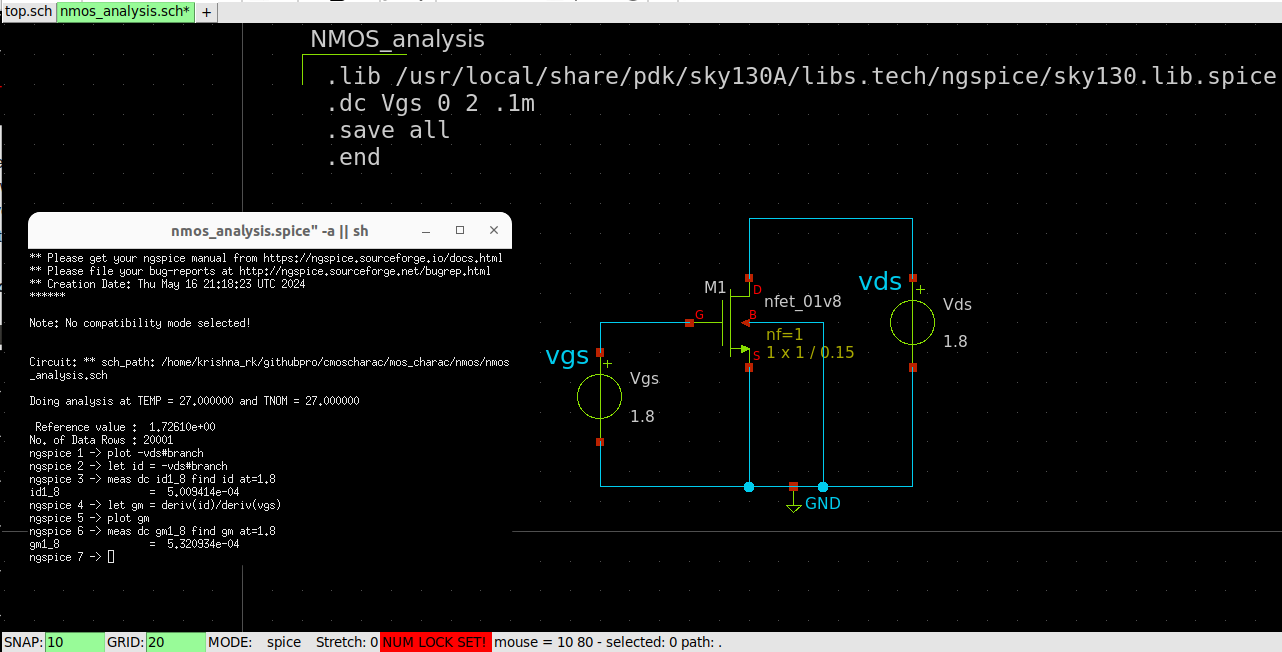 top.sch nmos_analysis.sch* +
NMOS_analysis
.lib /usr/local/share/pdk/sky130A/libs.tech/ngspice/sky130.lib.spice
.dc Vgs 0 2 .1m
.save all
.end
nmos_analysis.spice" -a || sh
** Please get your ngspice manual from https://ngspice.sourceforge.io/docs.html
** Please file your bug-reports at http://ngspice.sourceforge.net/bugrep.html
** Creation Date: Thu May 16 21:18:23 UTC 2024
******
Note: No compatibility mode selected!
Circuit: ** sch_path: /home/krishna_rk/githubpro/cmoscharac/mos_charac/nmos/nmos
_analysis.sch
Doing analysis at TEMP = 27.000000 and TNOM = 27.000000
Reference value : 1.72610e+00
No. of Data Rows : 20001
ngspice 1 -> plot -vds#branch
ngspice 2 -> let id = -vds#branch
ngspice 3 -> meas dc id1_8 find id at=1.8
id1_8 = 5.009414e-04
ngspice 4 -> let gm = deriv(id)/deriv(vgs)
ngspice 5 -> plot gm
ngspice 6 -> meas dc gm1_8 find gm at=1.8
gm1_8 = 5.320934e-04
ngspice 7 ->
M1
D
nfet_01v8
G
B
nf=1
S
1 x 1 / 0.15
vgs
+
Vgs
1.8
vds
+
Vds
1.8
GND
SNAP: 10 GRID: 20 MODE: spice Stretch: 0 NUM LOCK SET! mouse = 10 80 - selected: 0 path: .